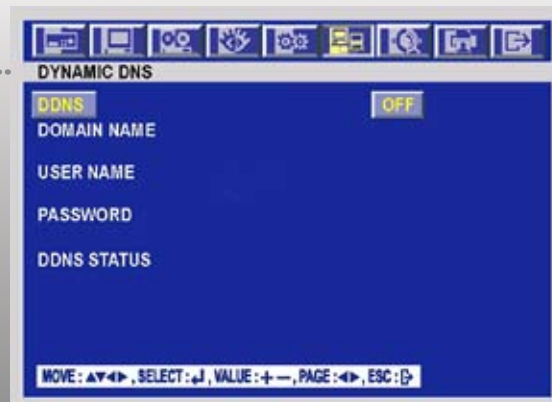 DYNAMIC DNS
DDNS OFF
DOMAIN NAME
USER NAME
PASSWORD
DDNS STATUS
MOVE : ▲▼◀▶ , SELECT : ↲ , VALUE : + — , PAGE : ◀▶ , ESC :